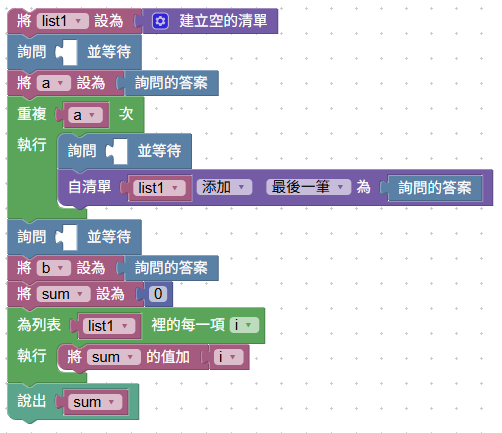 將 list1 設為 建立空的清單
詢問 並等待
將 a 設為 詢問的答案
重複 a 次
執行 詢問 並等待
自清單 list1 添加 最後一筆 為 詢問的答案
詢問 並等待
將 b 設為 詢問的答案
將 sum 設為 0
為列表 list1 裡的每一項 i
執行 將 sum 的值加 i
說出 sum